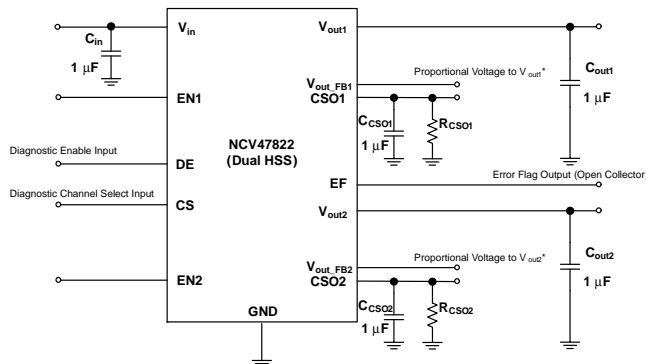 Vin
Cin
1 μF
EN1
Diagnostic Enable Input
DE
Diagnostic Channel Select Input
CS
EN2
NCV47822
(Dual HSS)
GND
Vout1
Vout_FB1
CSO1
EF
Vout2
Vout_FB2
CSO2
Proportional Voltage to Vout1*
CCSO1
1 μF
RCSO1
Cout1
1 μF
Error Flag Output (Open Collector)
Proportional Voltage to Vout2*
CCSO2
1 μF
RCSO2
Cout2
1 μF